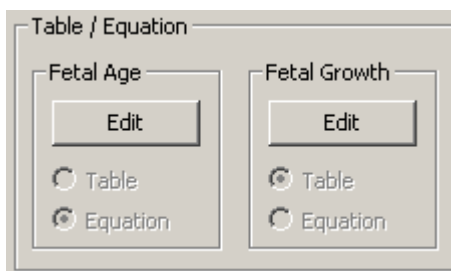 Table / Equation
Fetal Age
Fetal Growth
Edit
Edit
Table
Table
Equation
Equation